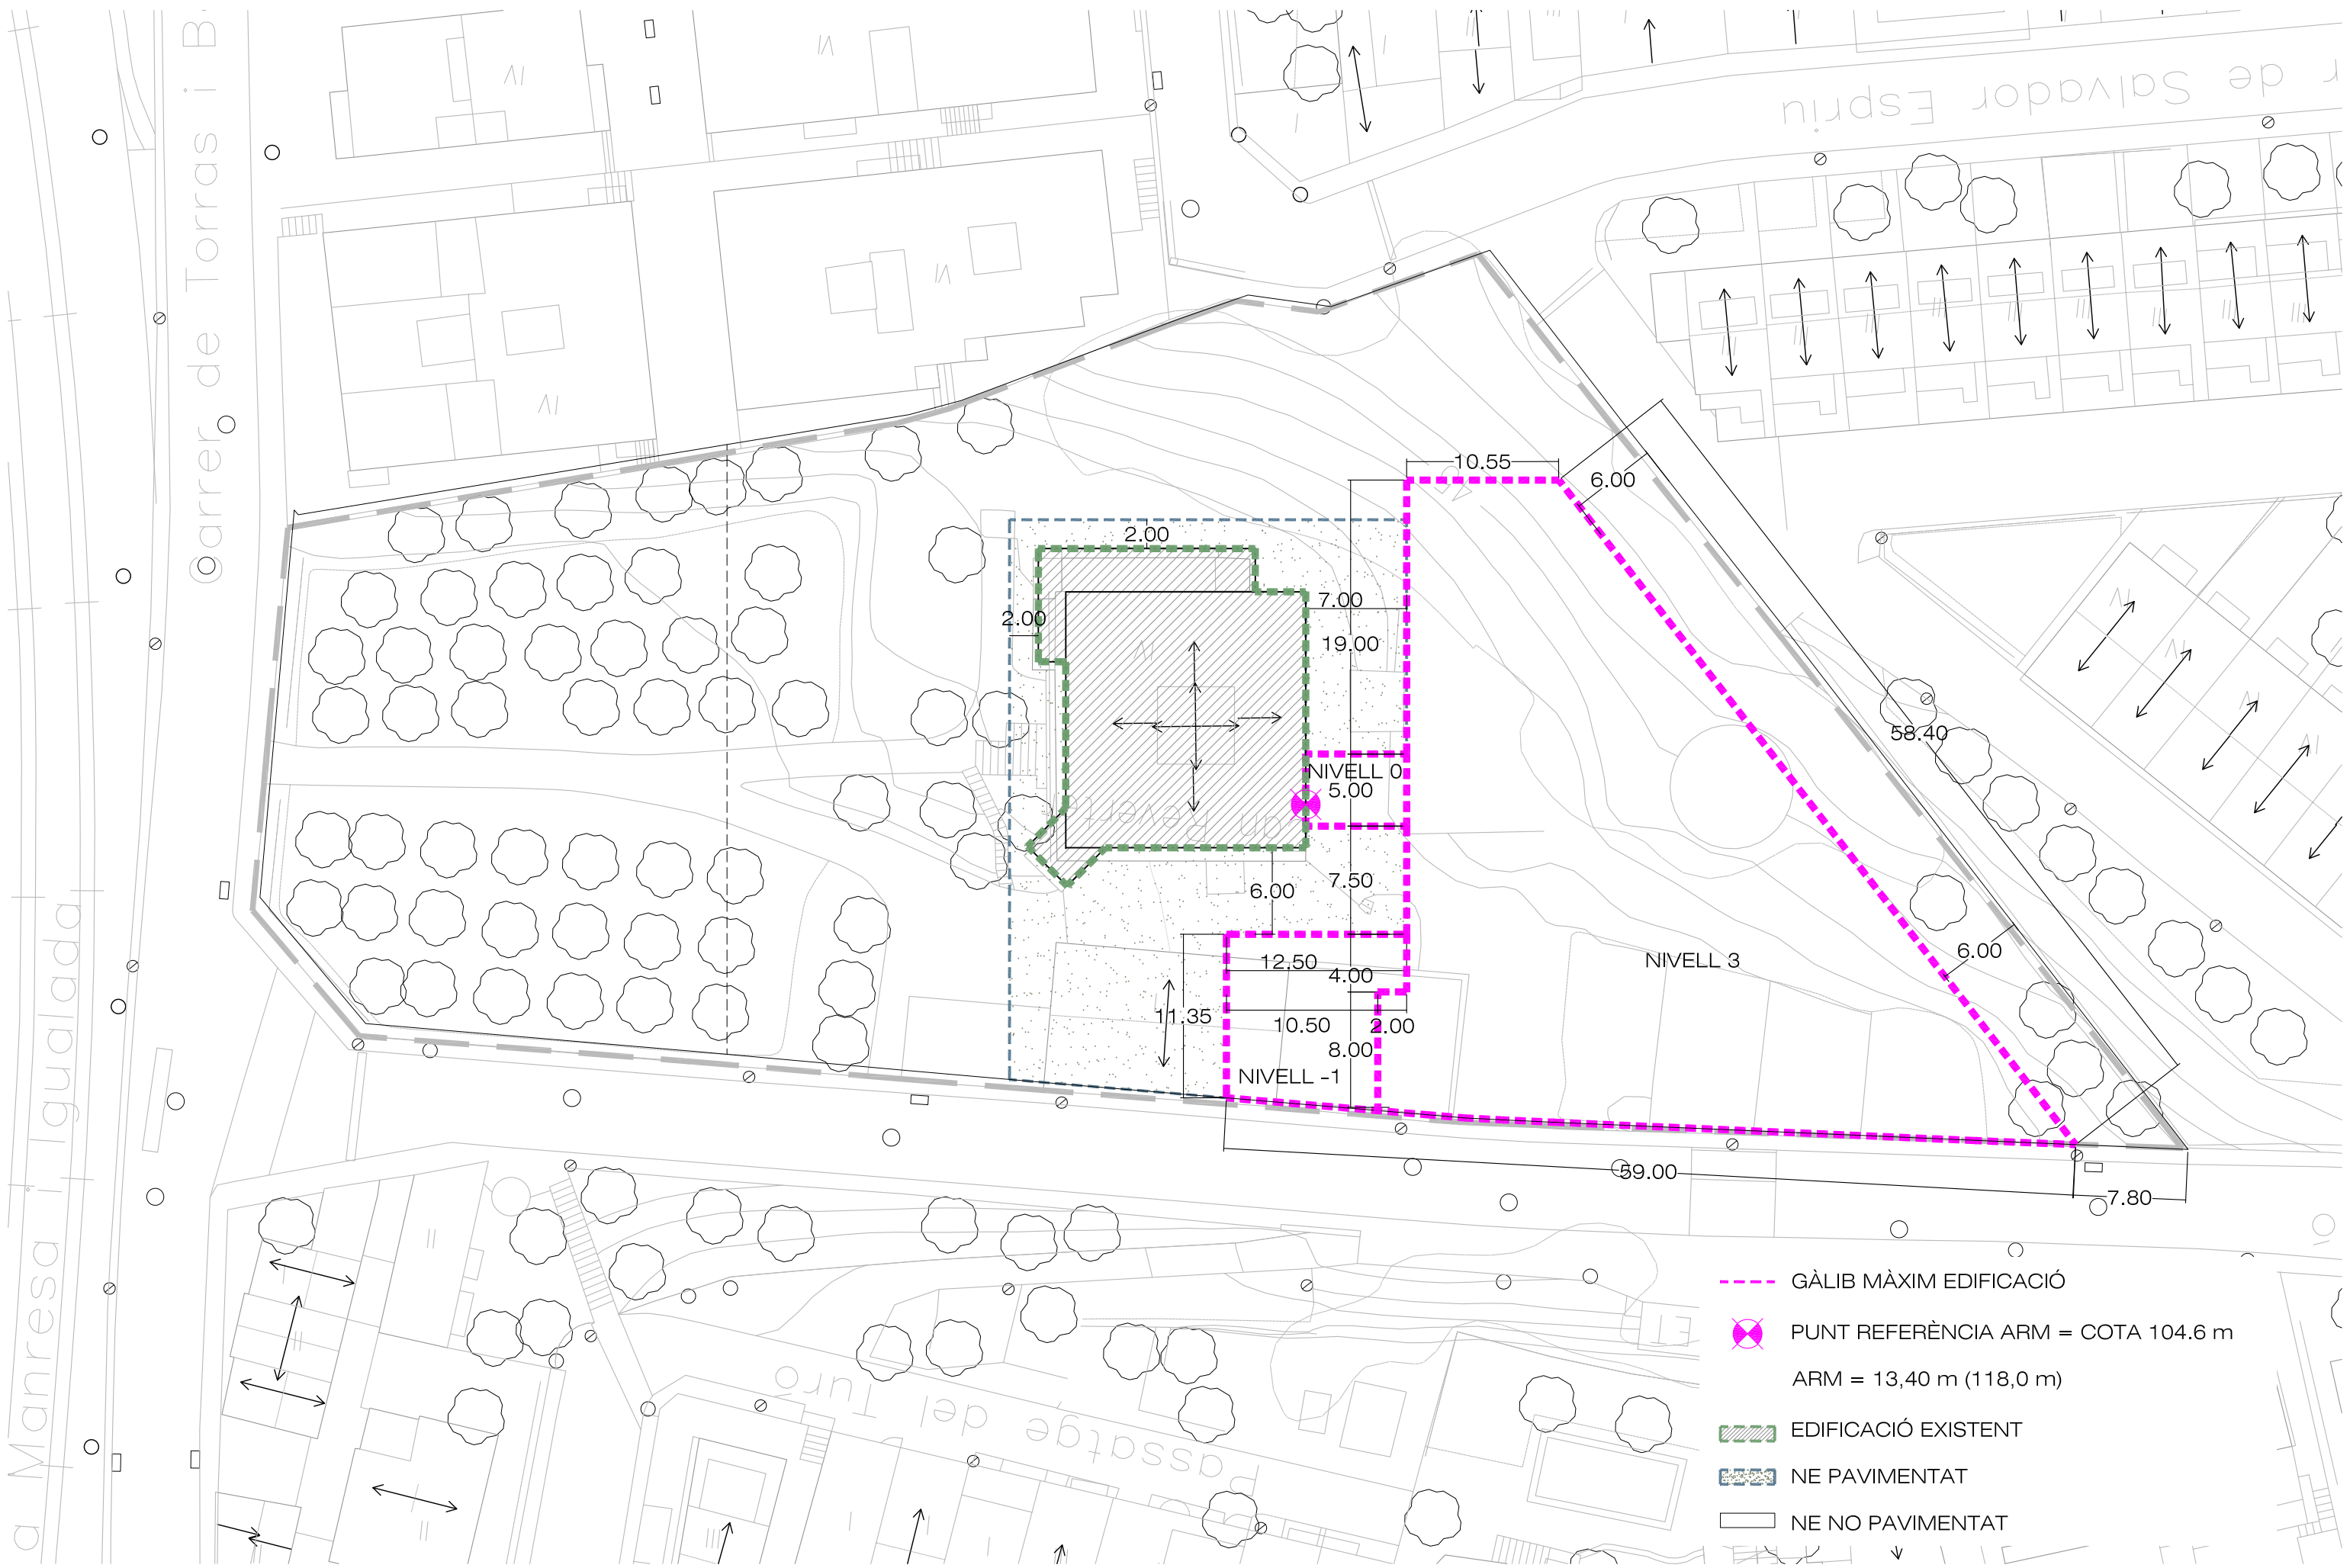 Carrer de Torras i B
r de Salvador Espriu
10.55
6.00
2.00
7.00
2.00
19.00
58.40
NIVELL 0
5.00
an Reverter
7.50
6.00
12.50
4.00
NIVELL 3
6.00
11.35
10.50
2.00
8.00
NIVELL -1
59.00
7.80
a Manresa i Igualada
Passatge del Turó
GÀLIB MÀXIM EDIFICACIÓ
PUNT REFERÈNCIA ARM = COTA 104.6 m
ARM = 13,40 m (118,0 m)
EDIFICACIÓ EXISTENT
NE PAVIMENTAT
NE NO PAVIMENTAT